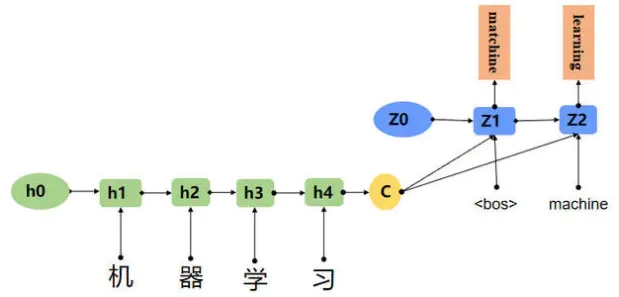 matchine
learning
Z0
Z1
Z2
h0
h1
h2
h3
h4
C
<bos>
machine
机
器
学
习